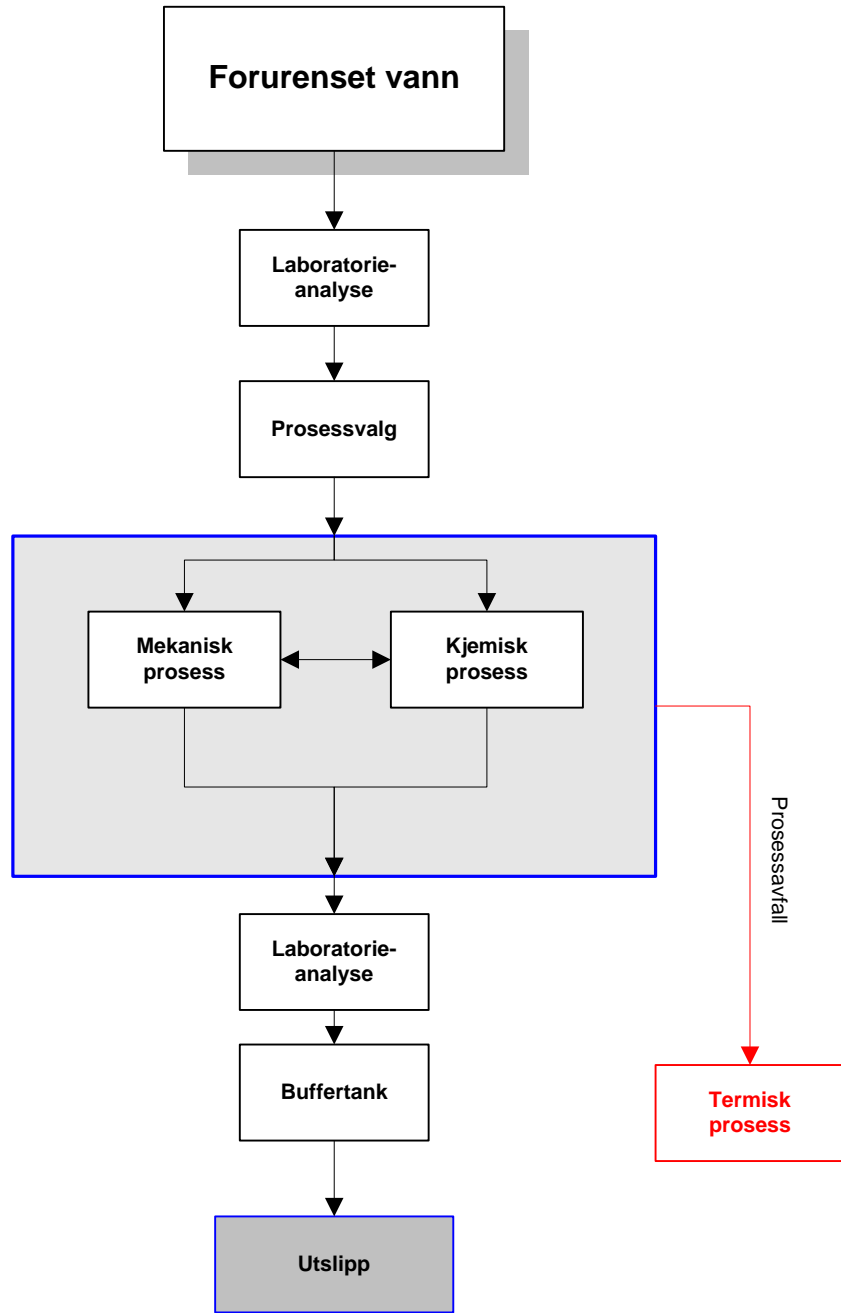 Forurenset vann
Laboratorie-
analyse
Prosessvalg
Mekanisk
prosess
Kjemisk
prosess
Prosessavfall
Laboratorie-
analyse
Buffertank
Termisk
prosess
Utslipp